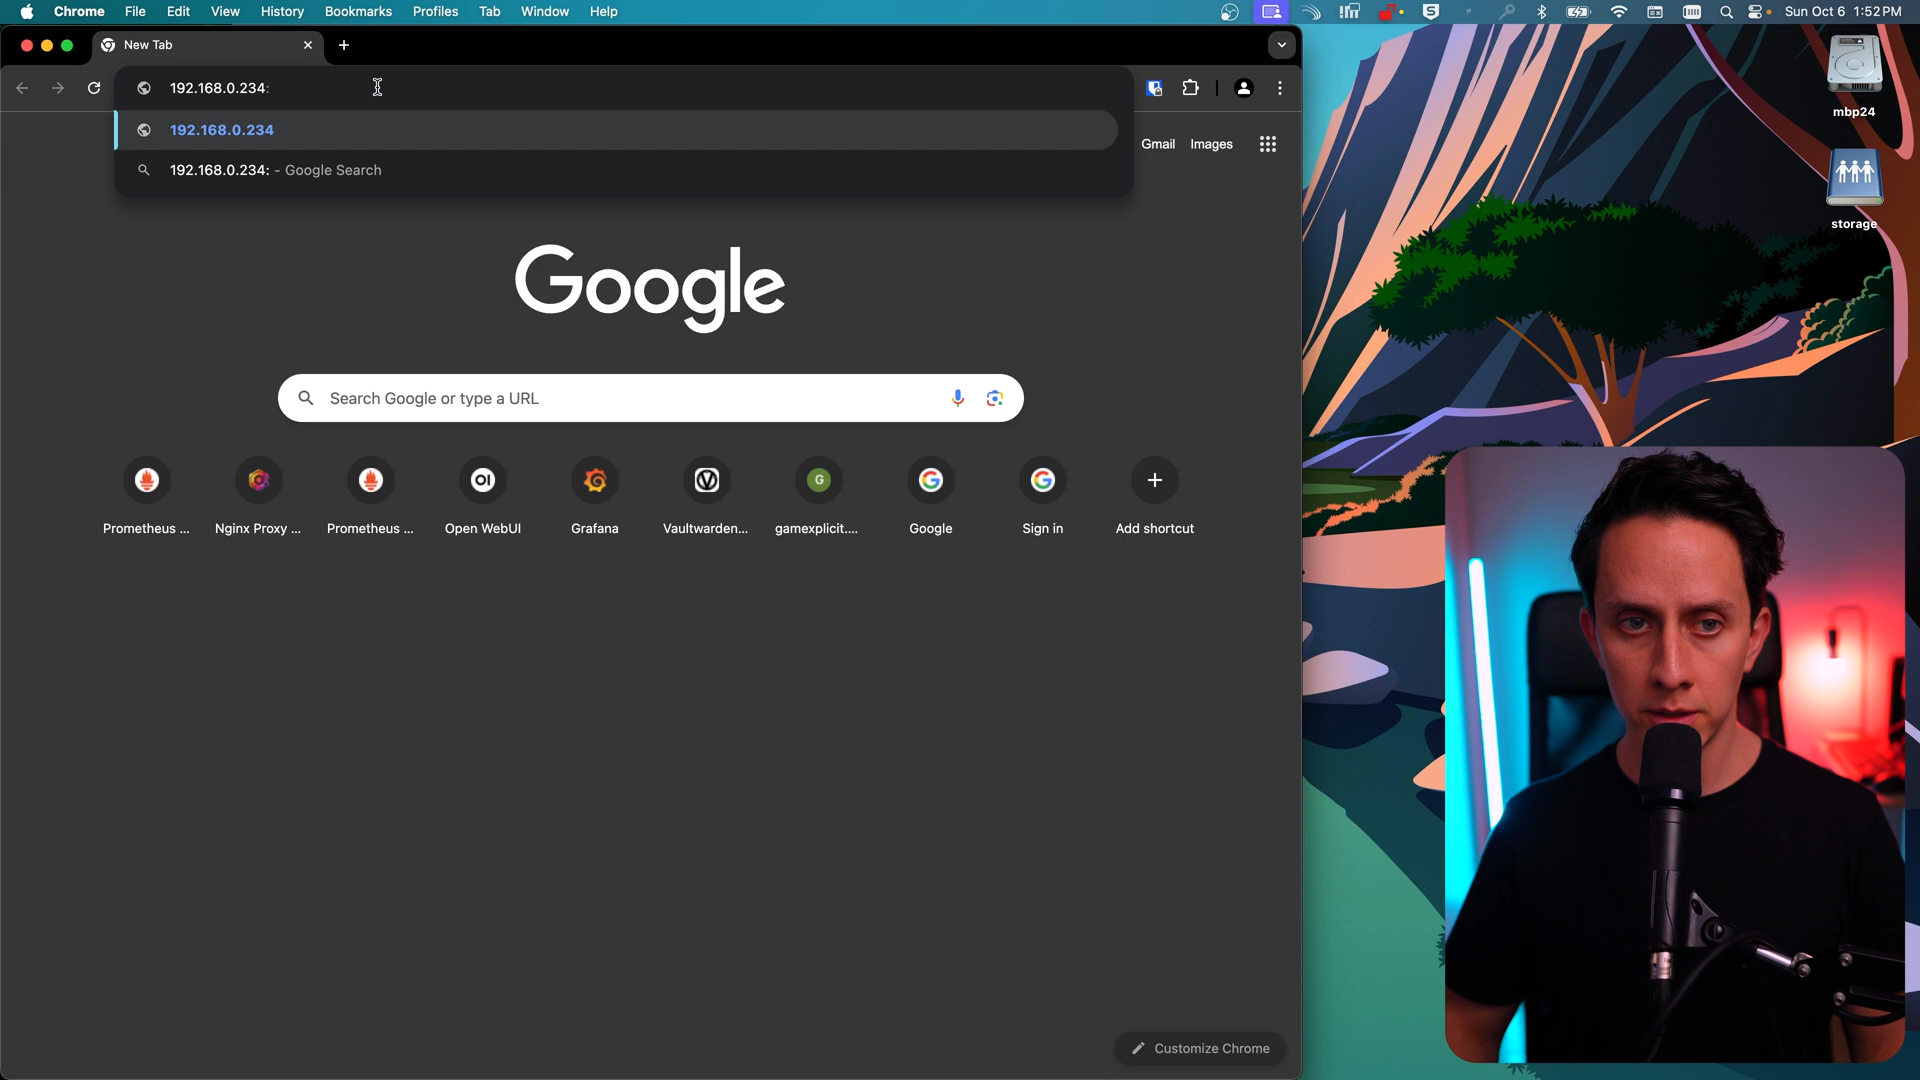 Chrome File Edit View History Bookmarks Profiles Tab Window Help Sun Oct 6 1:52 PM
New Tab
192.168.0.234:
192.168.0.234
192.168.0.234: - Google Search
Gmail Images
mbp24
storage
Google
Search Google or type a URL
Prometheus ... Nginx Proxy ... Prometheus ... Open WebUI Grafana Vaultwarden... gamexplicit.... Google Sign in Add shortcut
Customize Chrome